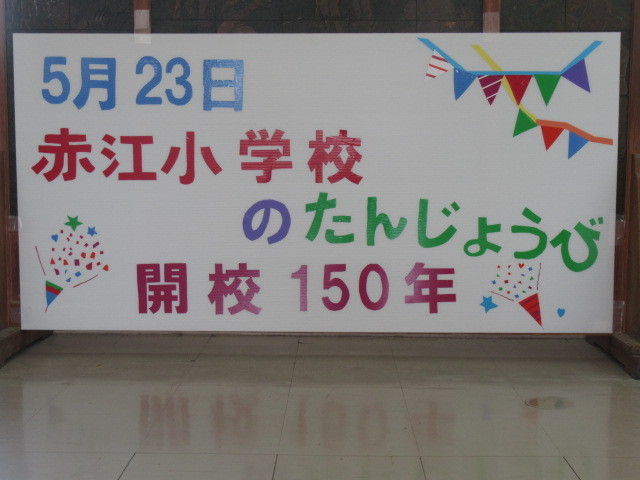 5月23日
赤江小学校
のたんじょうび
開校150年